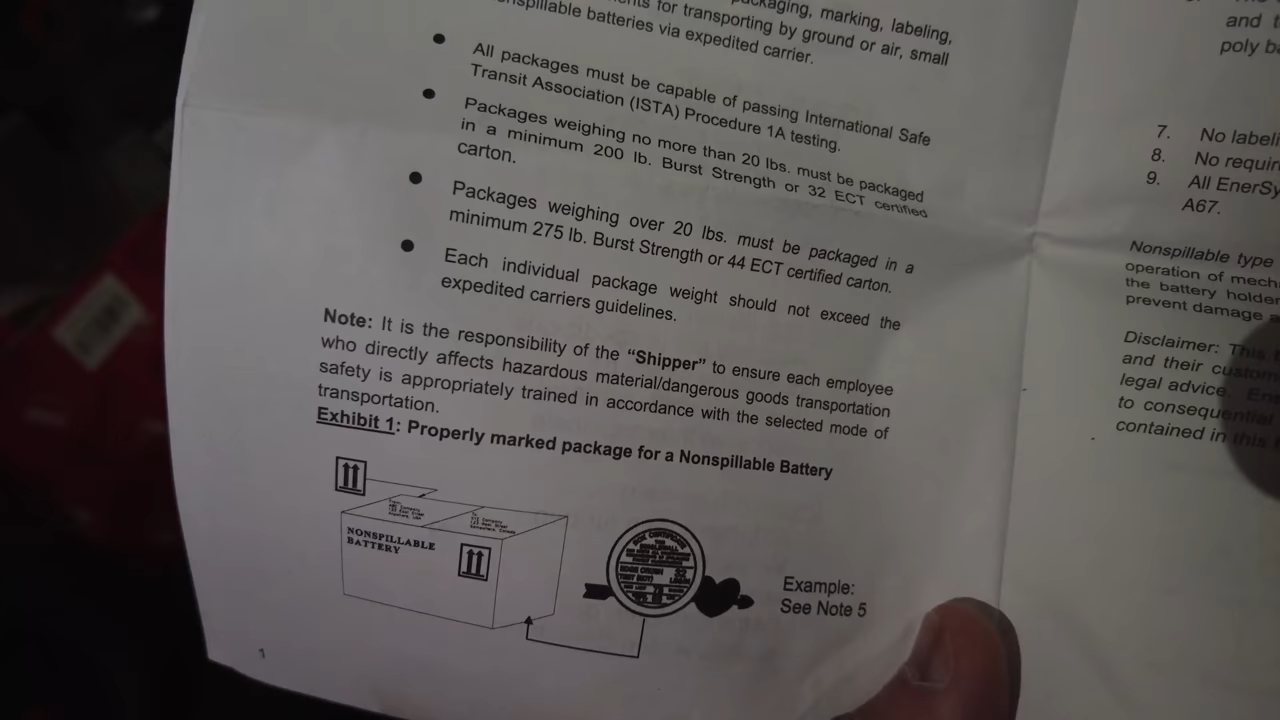 packaging, marking, labeling,
for transporting by ground or air, small
batteries via expedited carrier.
● All packages must be capable of passing International Safe
Transit Association (ISTA) Procedure 1A testing.
● Packages weighing no more than 20 lbs. must be packaged
in a minimum 200 lb. Burst Strength or 32 ECT certified
carton.
● Packages weighing over 20 lbs. must be packaged in a
minimum 275 lb. Burst Strength or 44 ECT certified carton.
● Each individual package weight should not exceed the
expedited carriers guidelines.
Note: It is the responsibility of the “Shipper” to ensure each employee
who directly affects hazardous material/dangerous goods transportation
safety is appropriately trained in accordance with the selected mode of
transportation.
Exhibit 1: Properly marked package for a Nonspillable Battery
NONSPILLABLE
BATTERY
BOX CERTIFICATE
EDGE CRUSH
TEST (ECT)
32
Example:
See Note 5
1
and
poly
7. No
8. No
9. All
A67.
Nonspillable type
operation of
the battery holder
prevent damage
Disclaimer: This
and their
legal advice.
to consequential
contained in this